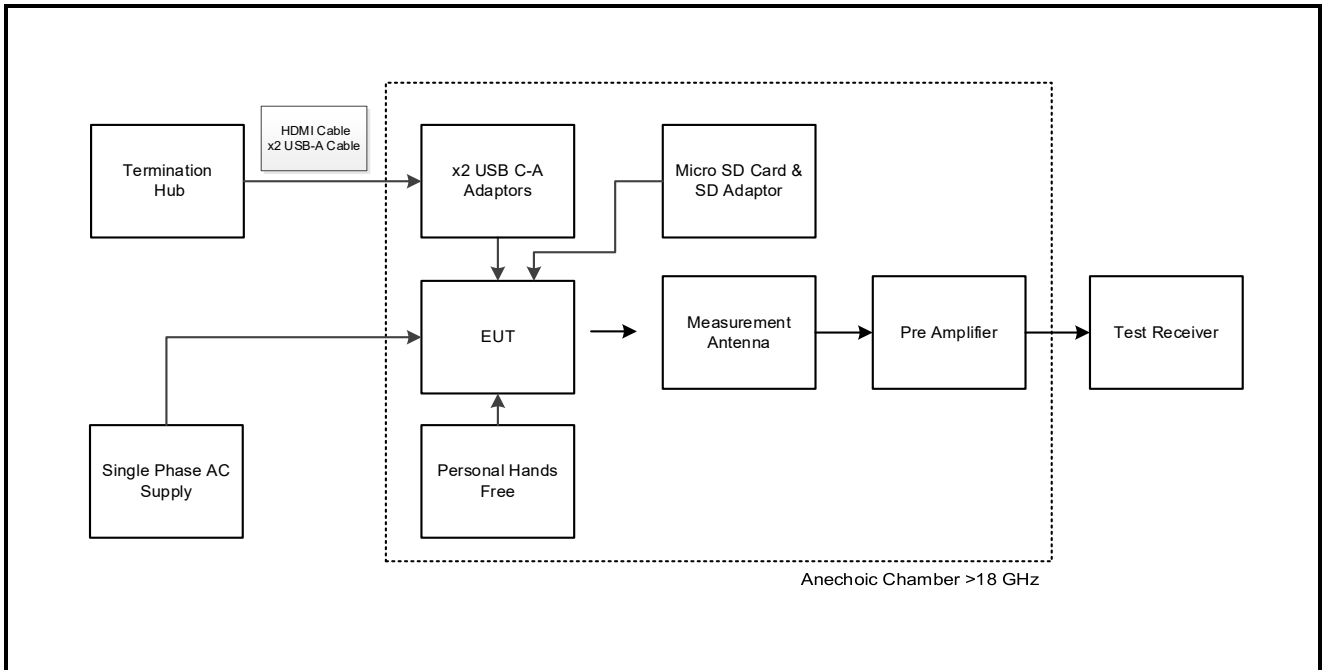 HDMI Cable
x2 USB-A Cable
Termination
Hub
x2 USB C-A
Adaptors
Micro SD Card &
SD Adaptor
EUT
Measurement
Antenna
Pre Amplifier
Test Receiver
Single Phase AC
Supply
Personal Hands
Free
Anechoic Chamber >18 GHz